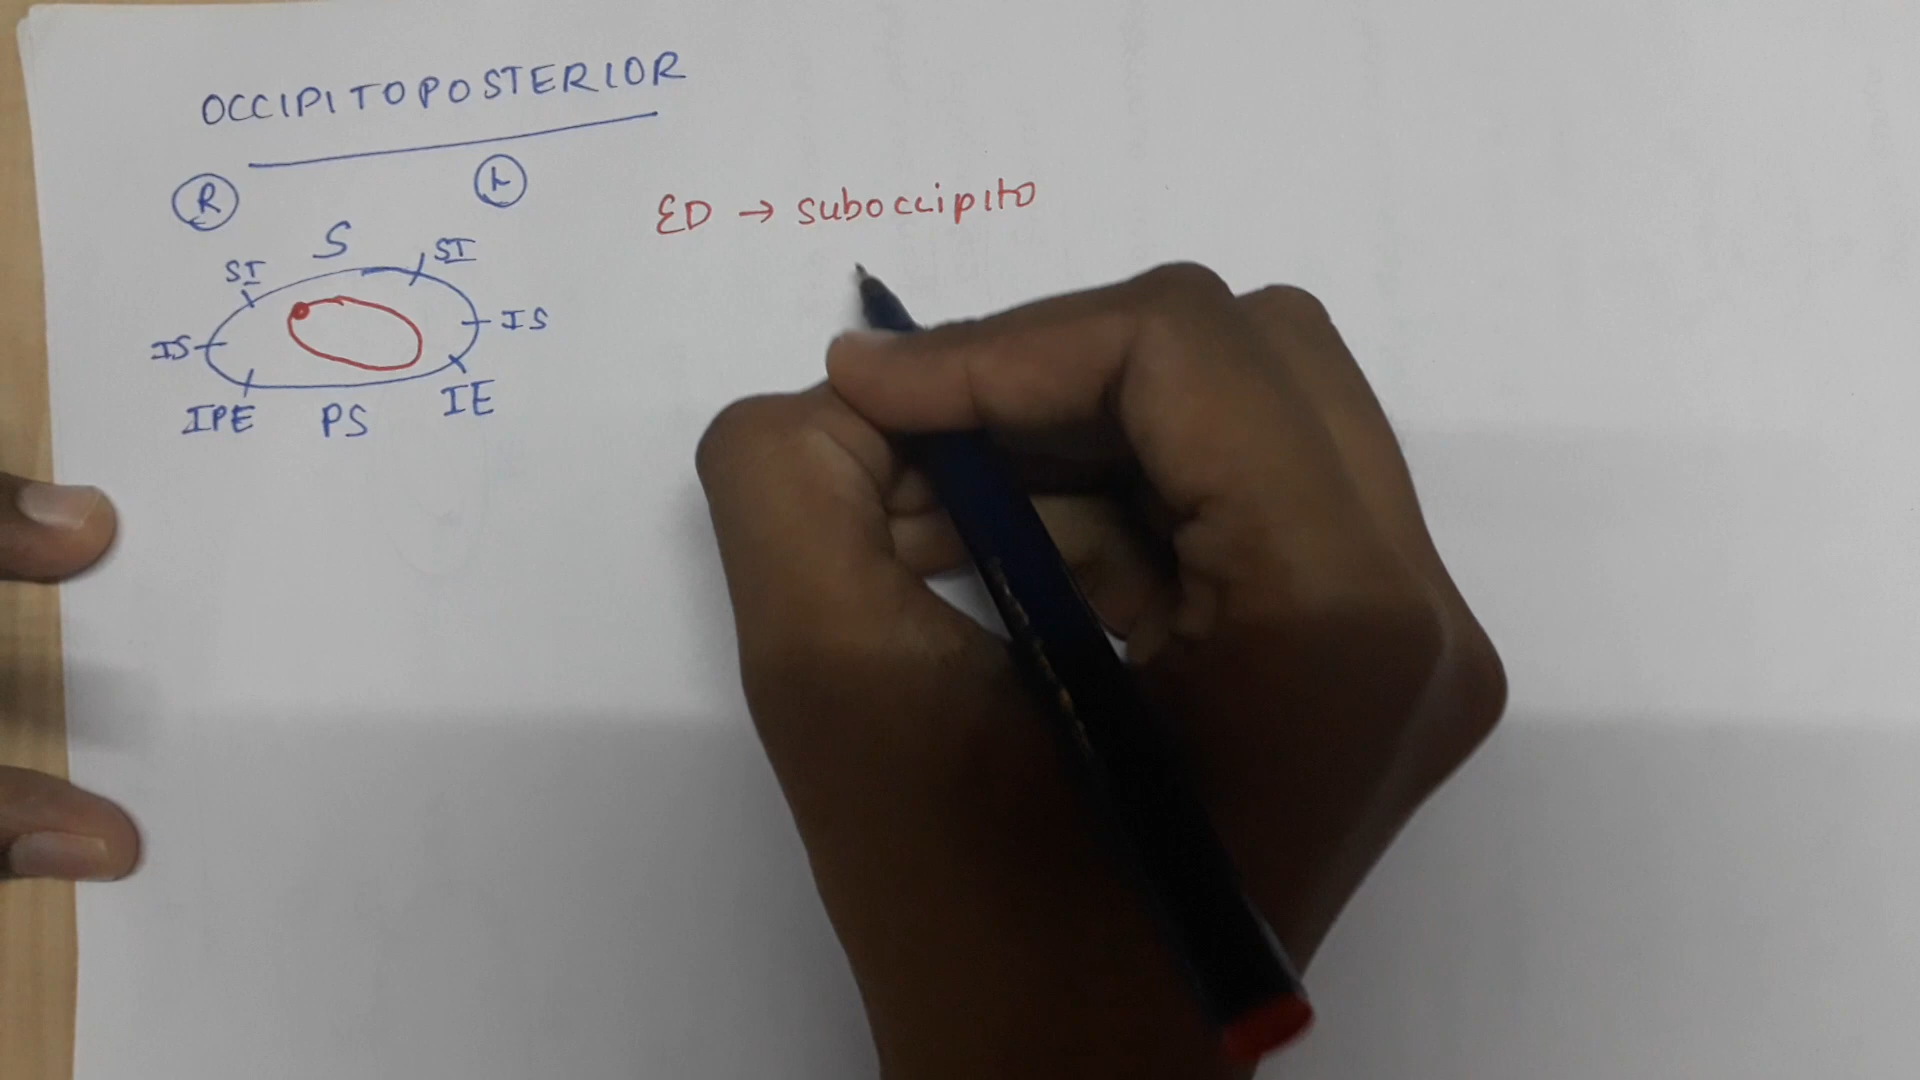 OCCIPITOPOSTERIOR
R L
ED → suboccipito
S
SI SI
IS IS
IPE PS IE